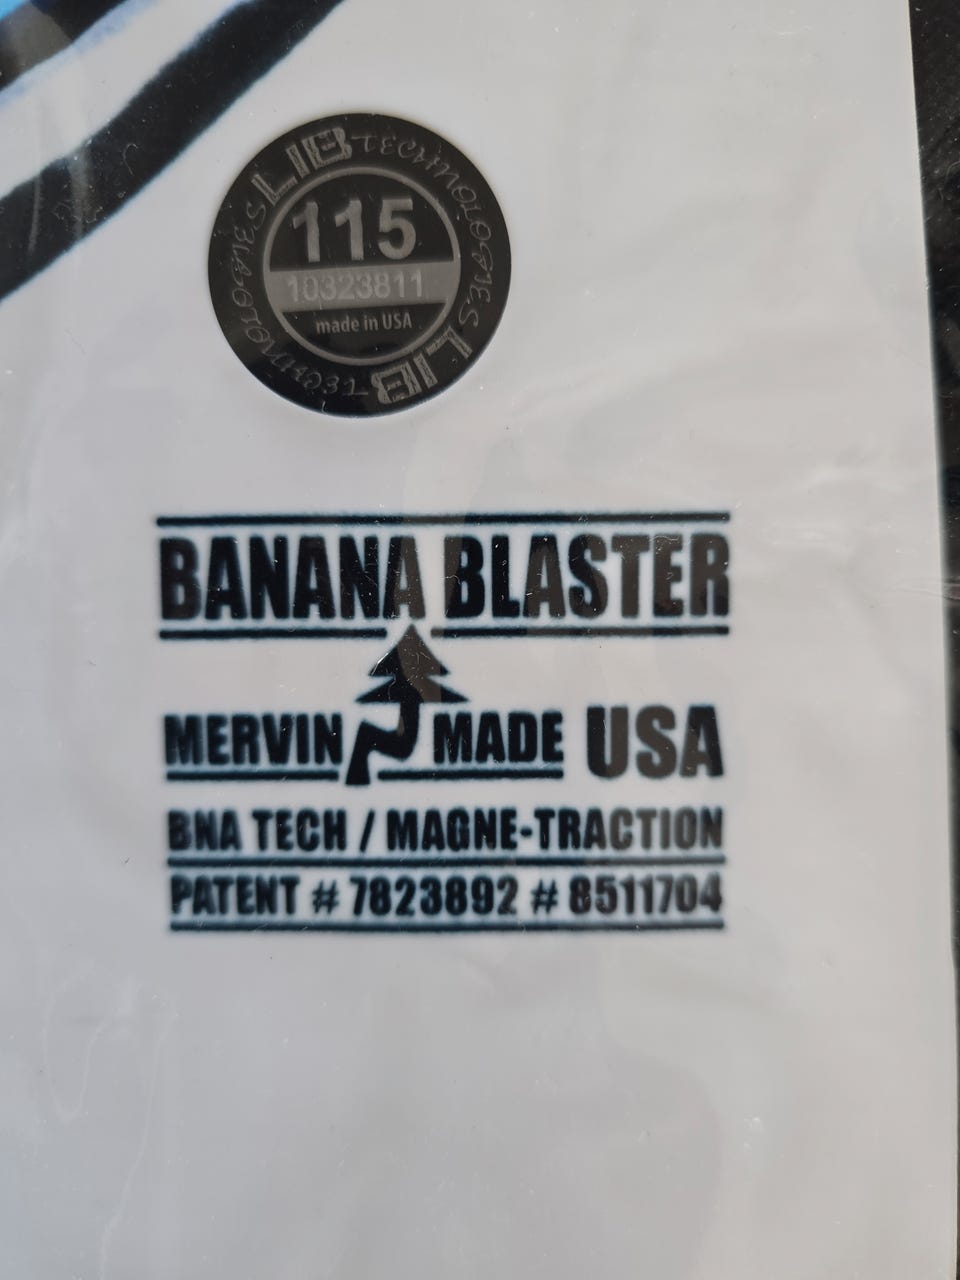 LIB TECHNOLOGIES LIB TECHNOLOGIES
115
10323811
made in USA
BANANA BLASTER
MERVIN MADE USA
BNA TECH / MAGNE-TRACTION
PATENT # 7823892 # 8511704